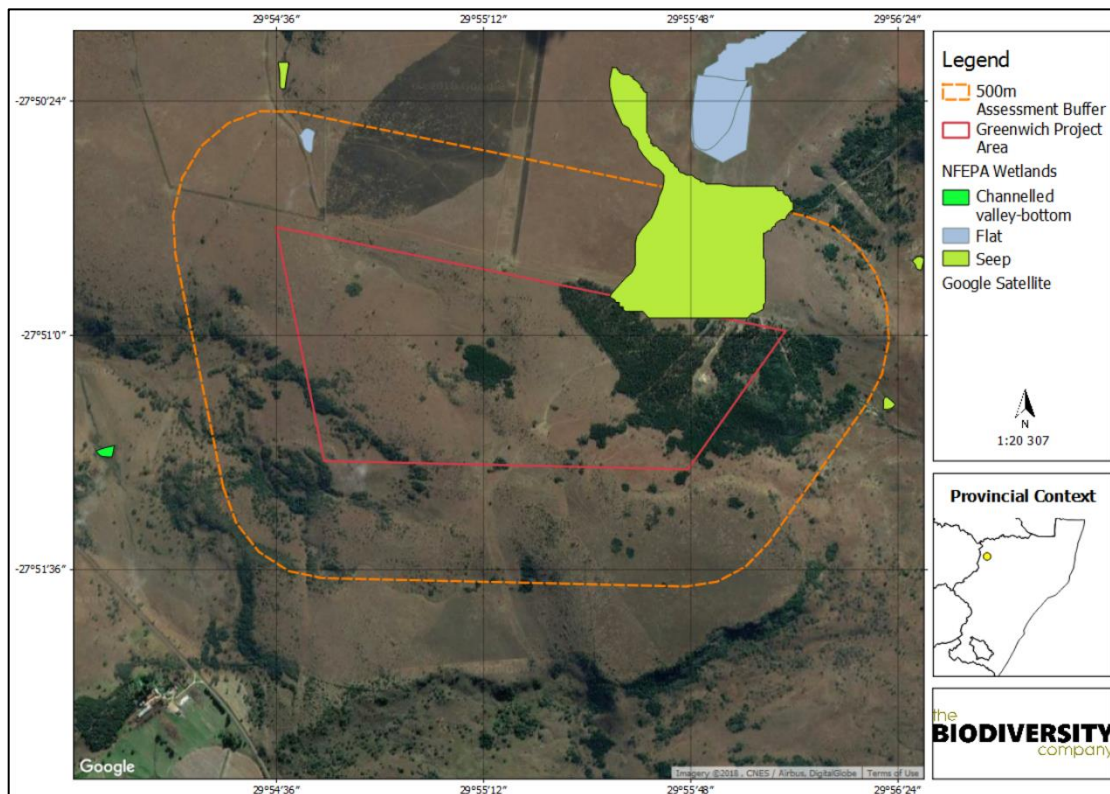 29°54'36" 29°55'12" 29°55'48" 29°56'24"
-27°50'24"
-27°51'0"
-27°51'36"
29°54'36" 29°55'12" 29°55'48" 29°56'24"
Google
Imagery ©2018 , CNES / Airbus, DigitalGlobe Terms of Use
Legend
500m
Assessment Buffer
Greenwich Project
Area
NFEPA Wetlands
Channelled
valley-bottom
Flat
Seep
Google Satellite
N
1:20 307
Provincial Context
the
BIODIVERSITY
company